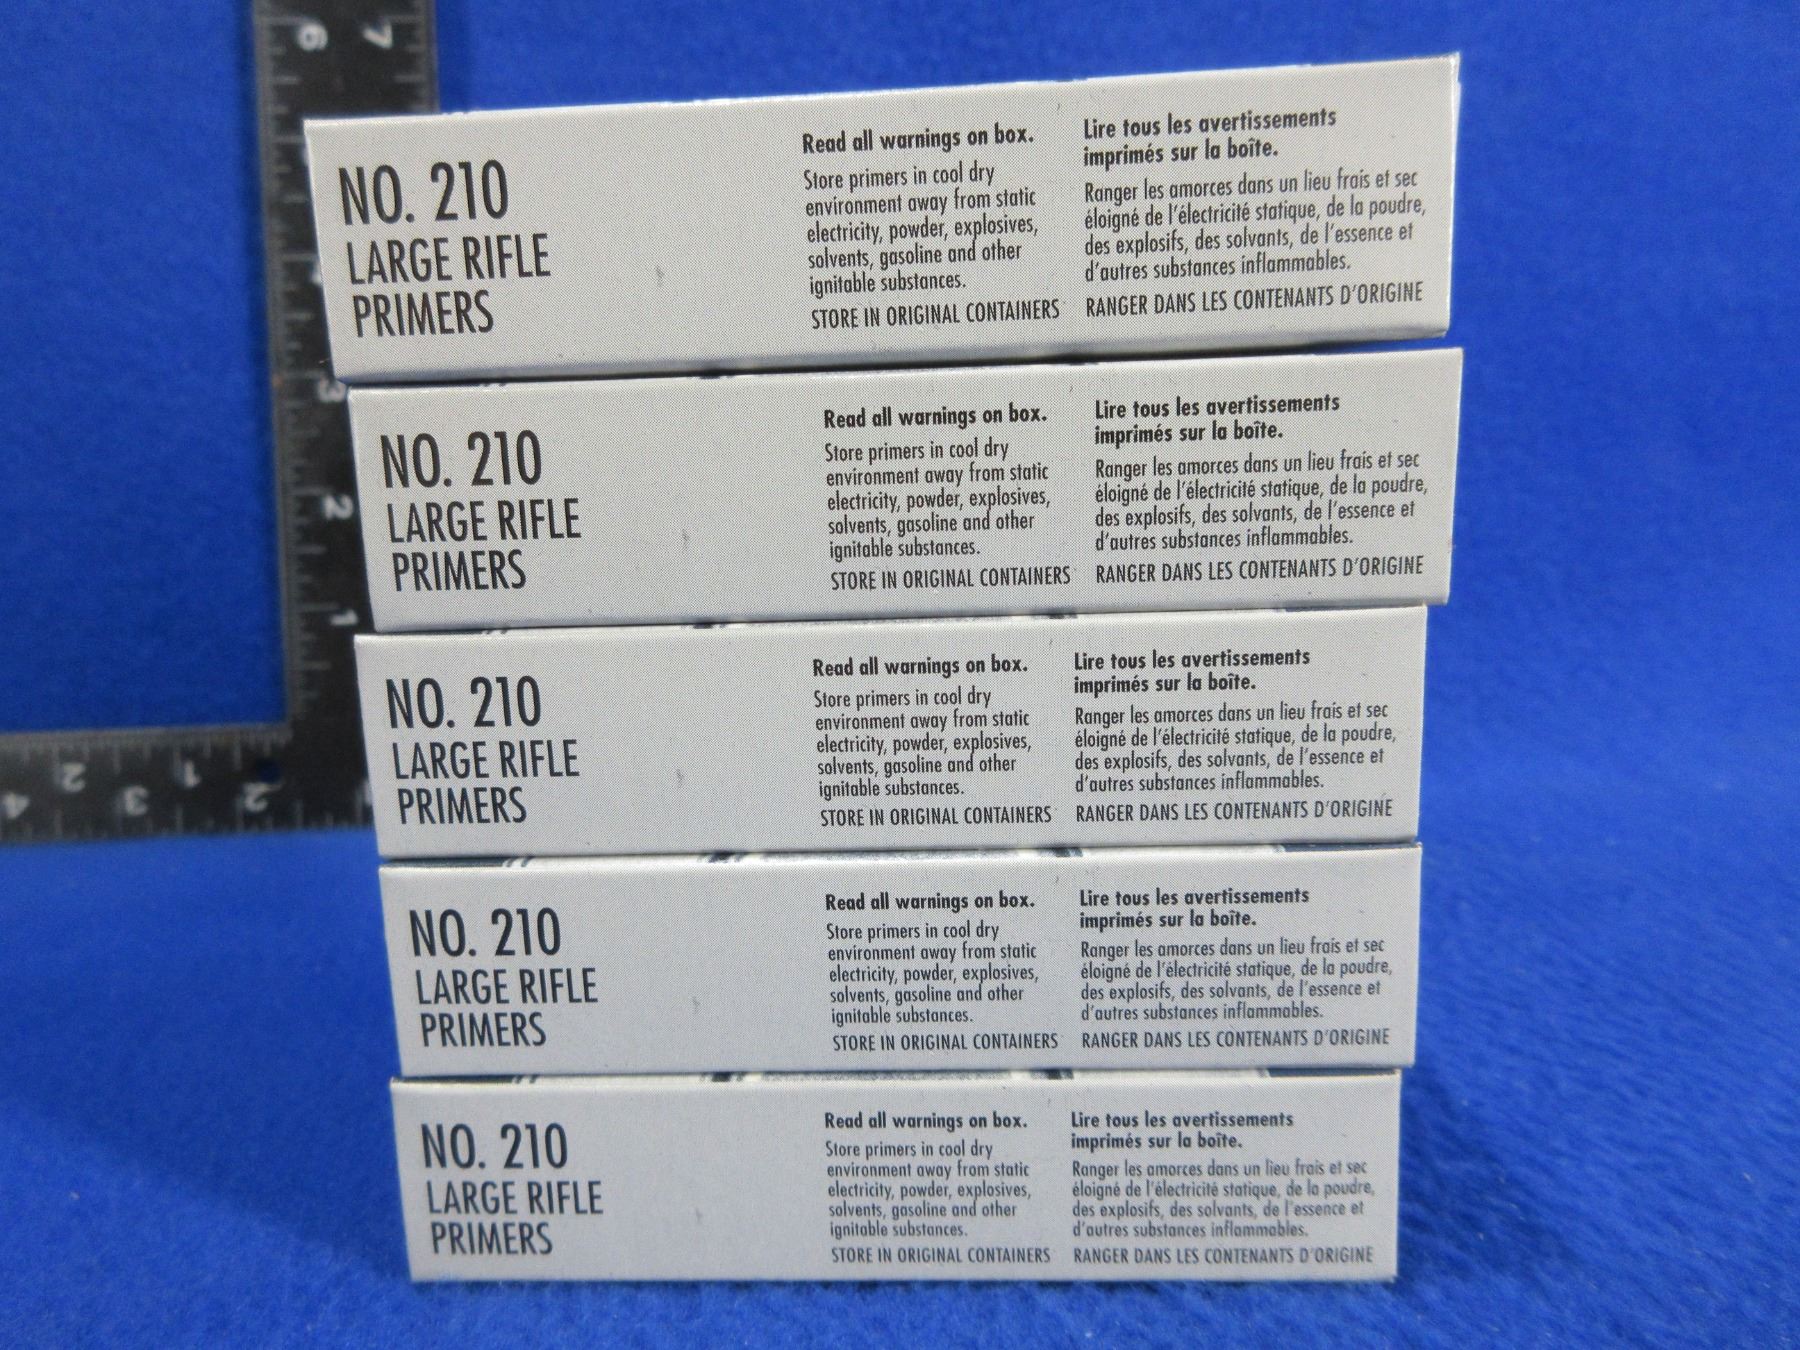 6 7
3
2
1
2 1
4 3 2
NO. 210
LARGE RIFLE
PRIMERS
Read all warnings on box.
Store primers in cool dry
environment away from static
electricity, powder, explosives,
solvents, gasoline and other
ignitable substances.
STORE IN ORIGINAL CONTAINERS
Lire tous les avertissements
imprimés sur la boîte.
Ranger les amorces dans un lieu frais et sec
éloigné de l'électricité statique, de la poudre,
des explosifs, des solvants, de l'essence et
d'autres substances inflammables.
RANGER DANS LES CONTENANTS D'ORIGINE
NO. 210
LARGE RIFLE
PRIMERS
Read all warnings on box.
Store primers in cool dry
environment away from static
electricity, powder, explosives,
solvents, gasoline and other
ignitable substances.
STORE IN ORIGINAL CONTAINERS
Lire tous les avertissements
imprimés sur la boîte.
Ranger les amorces dans un lieu frais et sec
éloigné de l'électricité statique, de la poudre,
des explosifs, des solvants, de l'essence et
d'autres substances inflammables.
RANGER DANS LES CONTENANTS D'ORIGINE
NO. 210
LARGE RIFLE
PRIMERS
Read all warnings on box.
Store primers in cool dry
environment away from static
electricity, powder, explosives,
solvents, gasoline and other
ignitable substances.
STORE IN ORIGINAL CONTAINERS
Lire tous les avertissements
imprimés sur la boîte.
Ranger les amorces dans un lieu frais et sec
éloigné de l'électricité statique, de la poudre,
des explosifs, des solvants, de l'essence et
d'autres substances inflammables.
RANGER DANS LES CONTENANTS D'ORIGINE
NO. 210
LARGE RIFLE
PRIMERS
Read all warnings on box.
Store primers in cool dry
environment away from static
electricity, powder, explosives,
solvents, gasoline and other
ignitable substances.
STORE IN ORIGINAL CONTAINERS
Lire tous les avertissements
imprimés sur la boîte.
Ranger les amorces dans un lieu frais et sec
éloigné de l'électricité statique, de la poudre,
des explosifs, des solvants, de l'essence et
d'autres substances inflammables.
RANGER DANS LES CONTENANTS D'ORIGINE
NO. 210
LARGE RIFLE
PRIMERS
Read all warnings on box.
Store primers in cool dry
environment away from static
electricity, powder, explosives,
solvents, gasoline and other
ignitable substances.
STORE IN ORIGINAL CONTAINERS
Lire tous les avertissements
imprimés sur la boîte.
Ranger les amorces dans un lieu frais et sec
éloigné de l'électricité statique, de la poudre,
des explosifs, des solvants, de l'essence et
d'autres substances inflammables.
RANGER DANS LES CONTENANTS D'ORIGINE